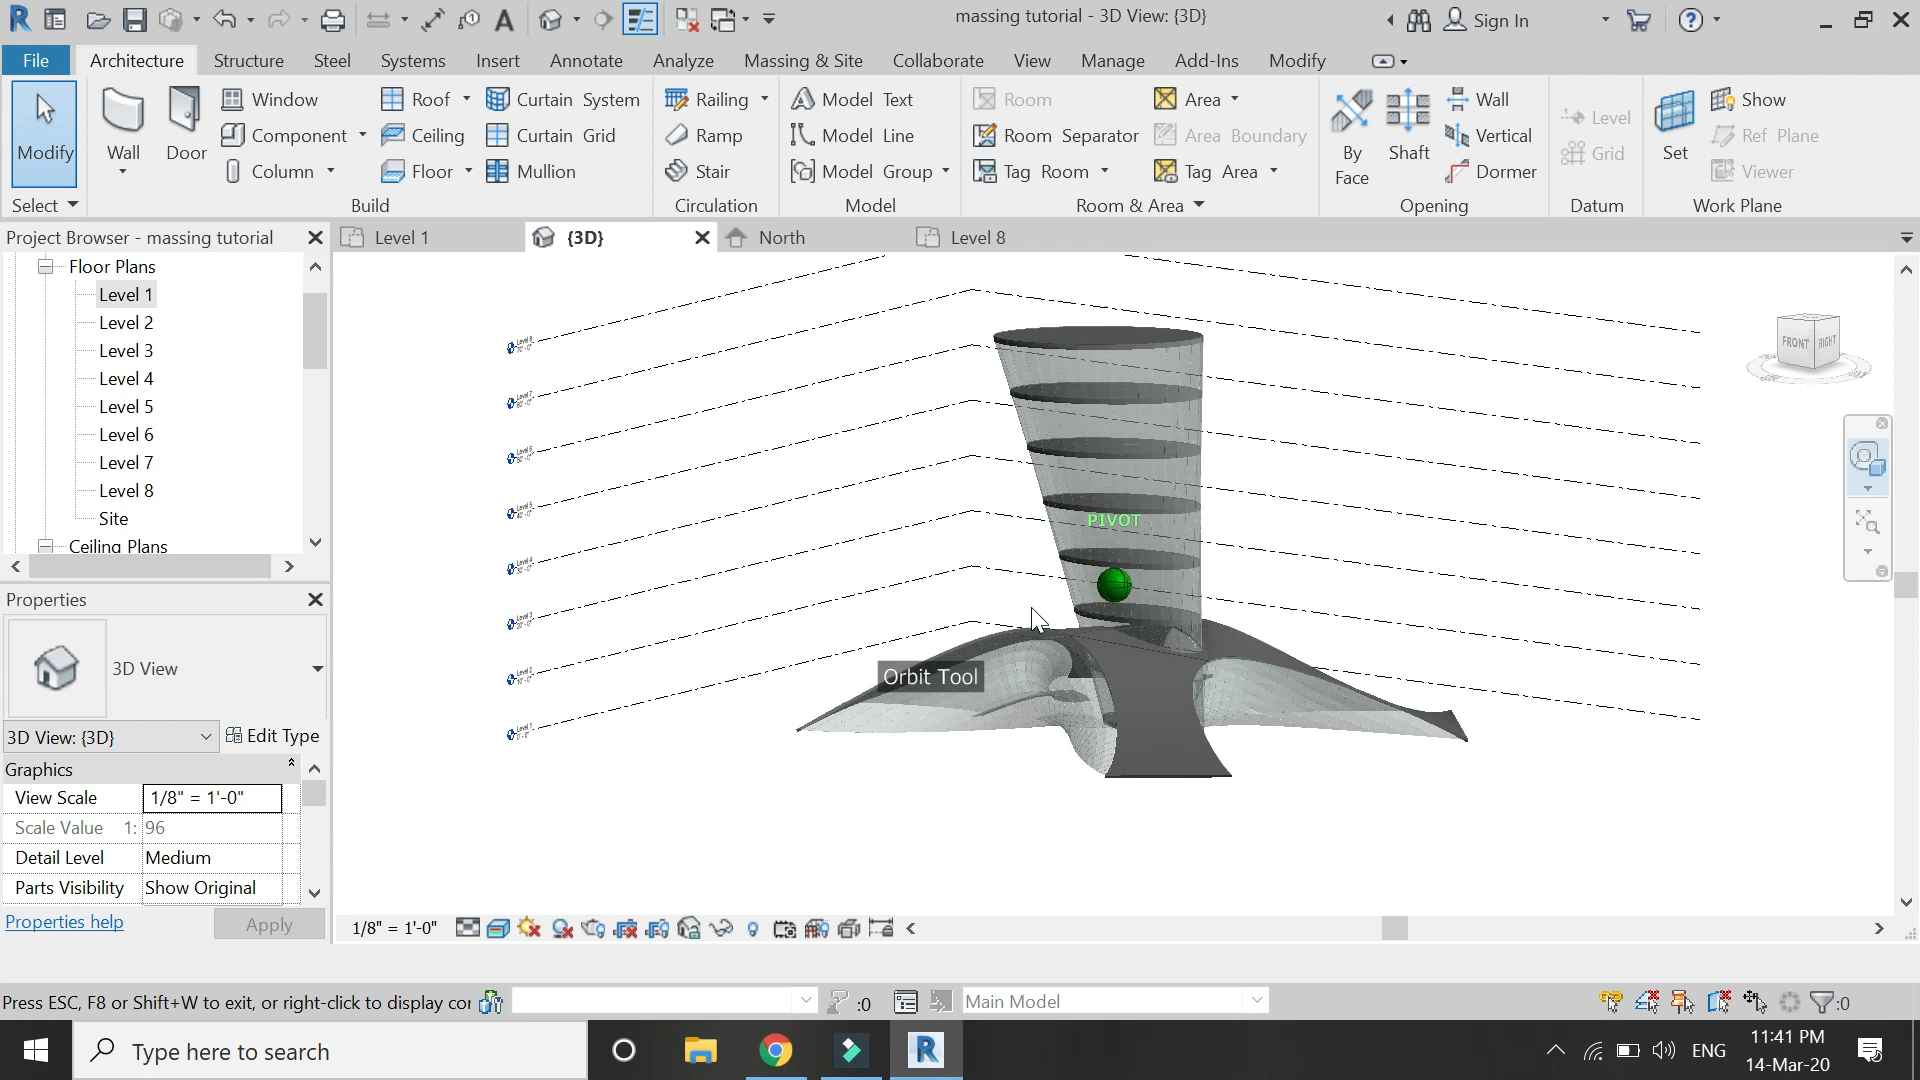 massing tutorial - 3D View: {3D}
Sign In
File
Architecture
Structure
Steel
Systems
Insert
Annotate
Analyze
Massing & Site
Collaborate
View
Manage
Add-Ins
Modify
Modify
Wall
Door
Window
Component
Column
Roof
Ceiling
Floor
Curtain System
Curtain Grid
Mullion
Railing
Ramp
Stair
Model Text
Model Line
Model Group
Room
Room Separator
Tag Room
Area
Area Boundary
Tag Area
By
Face
Shaft
Wall
Vertical
Dormer
Level
Grid
Set
Show
Ref Plane
Viewer
Select
Build
Circulation
Model
Room & Area
Opening
Datum
Work Plane
Project Browser - massing tutorial
Level 1
{3D}
North
Level 8
Floor Plans
Level 1
Level 2
Level 3
Level 4
Level 5
Level 6
Level 7
Level 8
Site
Ceiling Plans
FRONT
RIGHT
PIVOT
Orbit Tool
Properties
3D View
3D View: {3D}
Edit Type
Graphics
View Scale
1/8" = 1'-0"
Scale Value 1:
96
Detail Level
Medium
Parts Visibility
Show Original
Properties help
Apply
1/8" = 1'-0"
Press ESC, F8 or Shift+W to exit, or right-click to display cor
:0
Main Model
:0
Type here to search
ENG
11:41 PM
14-Mar-20